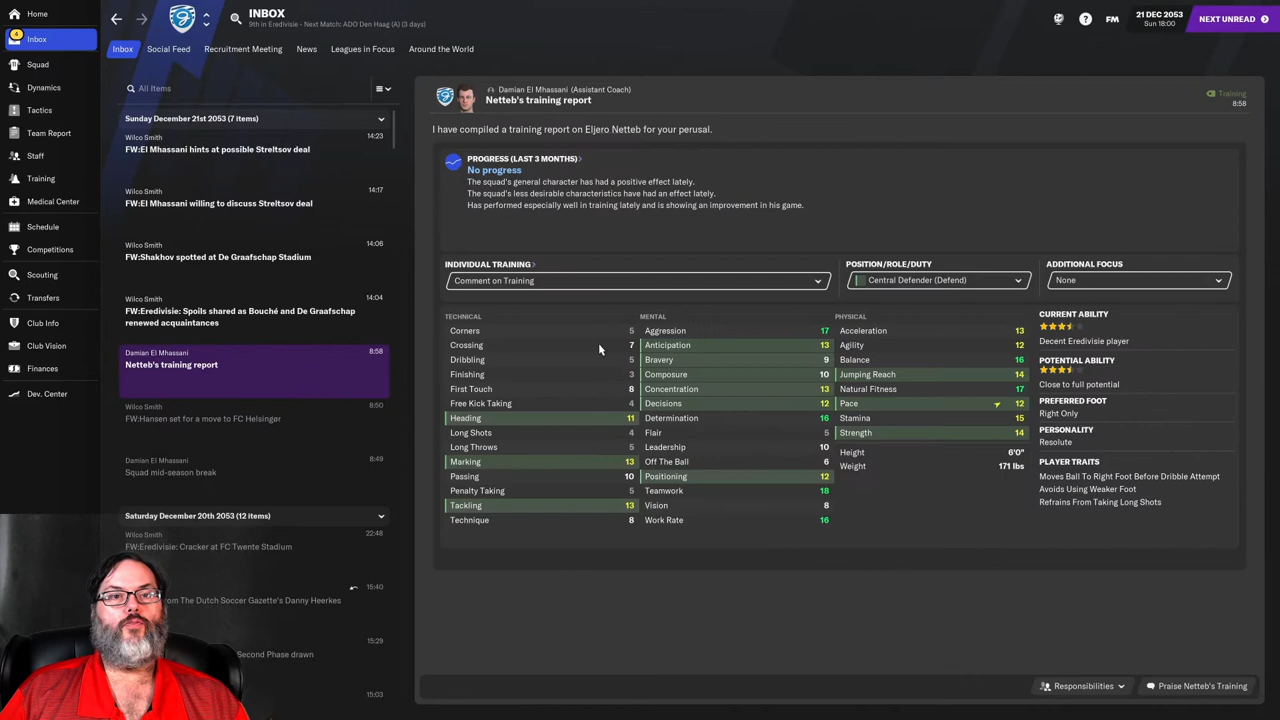 Home
4
Inbox
Squad
Dynamics
Tactics
Team Report
Staff
Training
Medical Center
Schedule
Competitions
Scouting
Transfers
Club Info
Club Vision
Finances
Dev. Center
INBOX
9th in Eredivisie - Next Match: ADO Den Haag (A) (3 days)
? FM
21 DEC 2053
Sun 18:00
NEXT UNREAD
Inbox Social Feed Recruitment Meeting News Leagues in Focus Around the World
All Items
Sunday December 21st 2053 (7 items)
Wilco Smith 14:23
FW:El Mhassani hints at possible Streltsov deal
Wilco Smith 14:17
FW:El Mhassani willing to discuss Streltsov deal
Wilco Smith 14:06
FW:Shakhov spotted at De Graafschap Stadium
Wilco Smith 14:04
FW:Eredivisie: Spoils shared as Bouché and De Graafschap
renewed acquaintances
Damian El Mhassani 8:58
Netteb's training report
Wilco Smith 8:50
FW:Hansen set for a move to FC Helsingør
Damian El Mhassani 8:49
Squad mid-season break
Saturday December 20th 2053 (12 items)
Wilco Smith 22:48
FW:Eredivisie: Cracker at FC Twente Stadium
15:40
om The Dutch Soccer Gazette's Danny Heerkes
15:29
Second Phase drawn
15:03
Damian El Mhassani (Assistant Coach)
Netteb's training report
Training
8:58
I have compiled a training report on Eljero Netteb for your perusal.
PROGRESS (LAST 3 MONTHS)
No progress
The squad's general character has had a positive effect lately.
The squad's less desirable characteristics have had an effect lately.
Has performed especially well in training lately and is showing an improvement in his game.
INDIVIDUAL TRAINING
Comment on Training
POSITION/ROLE/DUTY
Central Defender (Defend)
ADDITIONAL FOCUS
None
TECHNICAL
Corners 5
Crossing 7
Dribbling 5
Finishing 3
First Touch 8
Free Kick Taking 4
Heading 11
Long Shots 4
Long Throws 5
Marking 13
Passing 10
Penalty Taking 5
Tackling 13
Technique 8
MENTAL
Aggression 17
Anticipation 13
Bravery 9
Composure 10
Concentration 13
Decisions 12
Determination 16
Flair 5
Leadership 10
Off The Ball 6
Positioning 12
Teamwork 18
Vision 8
Work Rate 16
PHYSICAL
Acceleration 13
Agility 12
Balance 16
Jumping Reach 14
Natural Fitness 17
Pace 12
Stamina 15
Strength 14
Height 6'0"
Weight 171 lbs
CURRENT ABILITY
Decent Eredivisie player
POTENTIAL ABILITY
Close to full potential
PREFERRED FOOT
Right Only
PERSONALITY
Resolute
PLAYER TRAITS
Moves Ball To Right Foot Before Dribble Attempt
Avoids Using Weaker Foot
Refrains From Taking Long Shots
Responsibilities
Praise Netteb's Training